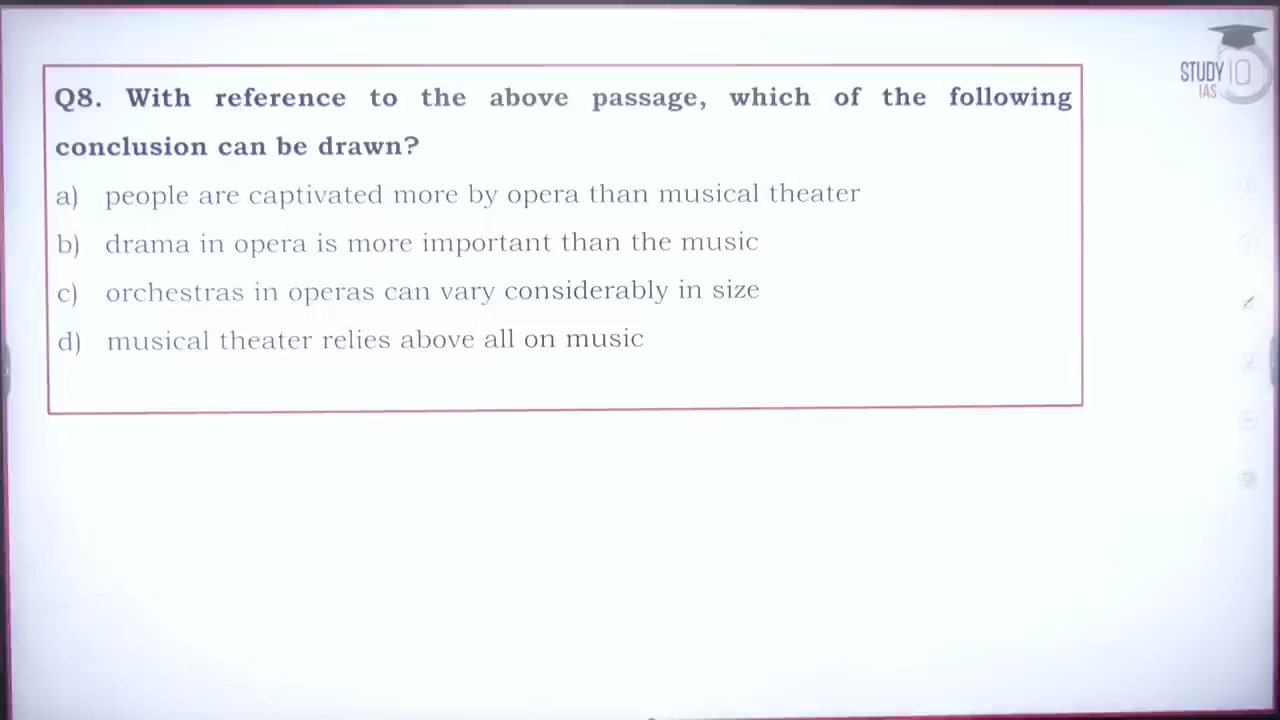 STUDY 10
IAS
Q8. With reference to the above passage, which of the following
conclusion can be drawn?
a) people are captivated more by opera than musical theater
b) drama in opera is more important than the music
c) orchestras in operas can vary considerably in size
d) musical theater relies above all on music